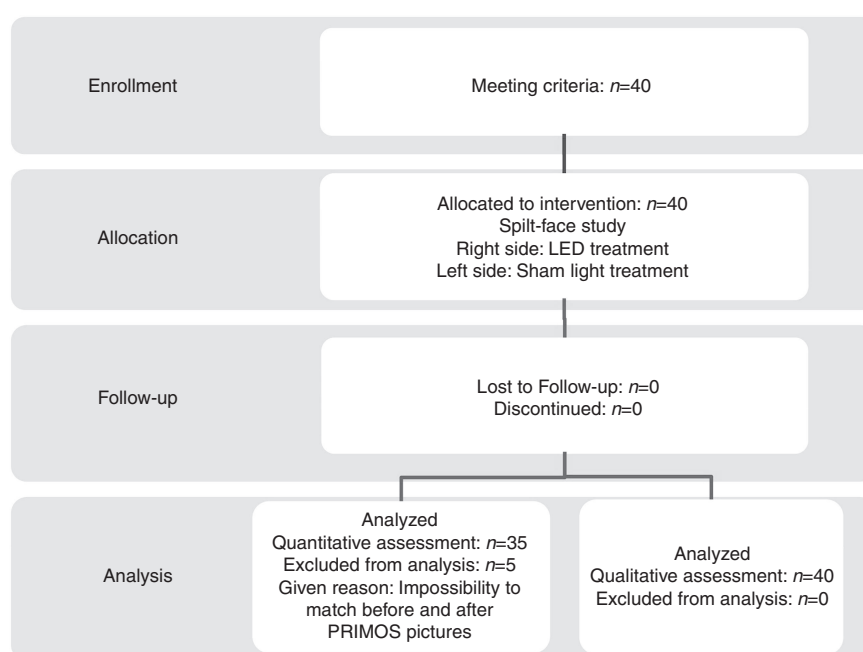 Enrollment
Meeting criteria: n=40
Allocation
Allocated to intervention: n=40
Spilt-face study
Right side: LED treatment
Left side: Sham light treatment
Follow-up
Lost to Follow-up: n=0
Discontinued: n=0
Analysis
Analyzed
Quantitative assessment: n=35
Excluded from analysis: n=5
Given reason: Impossibility to
match before and after
PRIMOS pictures
Analyzed
Qualitative assessment: n=40
Excluded from analysis: n=0